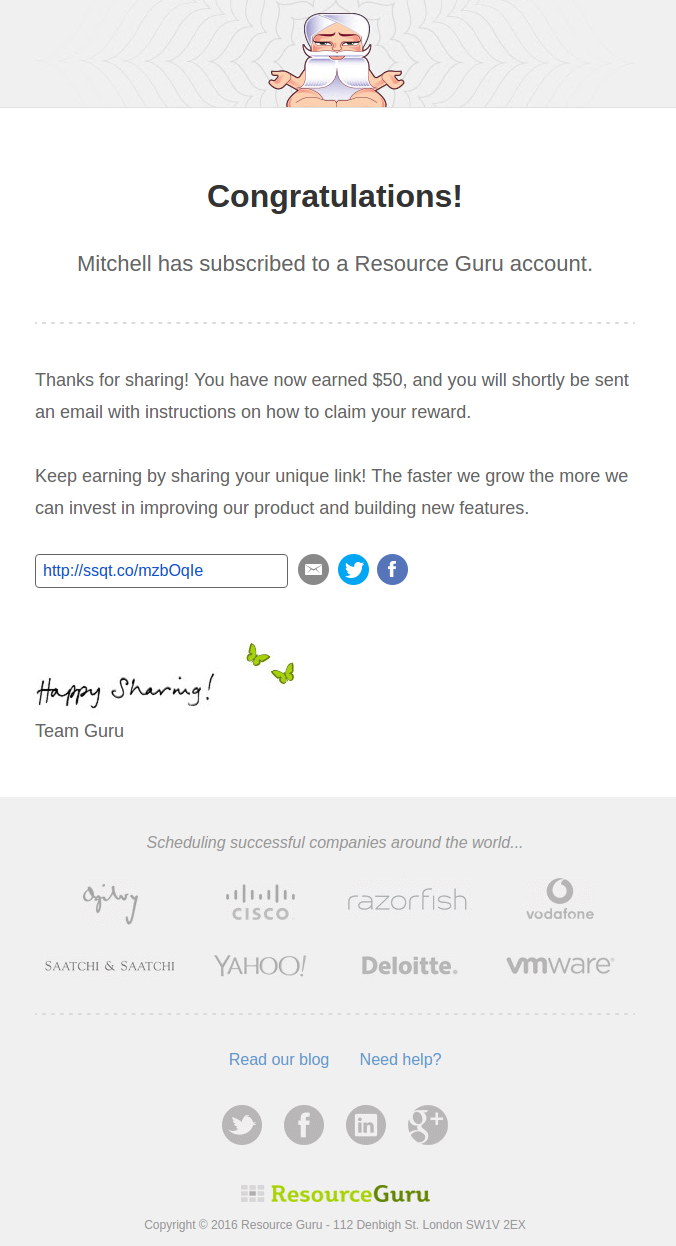 Congratulations!
Mitchell has subscribed to a Resource Guru account.
Thanks for sharing! You have now earned $50, and you will shortly be sent
an email with instructions on how to claim your reward.
Keep earning by sharing your unique link! The faster we grow the more we
can invest in improving our product and building new features.
http://ssqt.co/mzbOqIe
Happy Sharing!
Team Guru
Scheduling successful companies around the world...
Ogilvy CISCO razorfish vodafone
SAATCHI & SAATCHI YAHOO! Deloitte. vmware®
Read our blog Need help?
g+
ResourceGuru
Copyright © 2016 Resource Guru - 112 Denbigh St. London SW1V 2EX